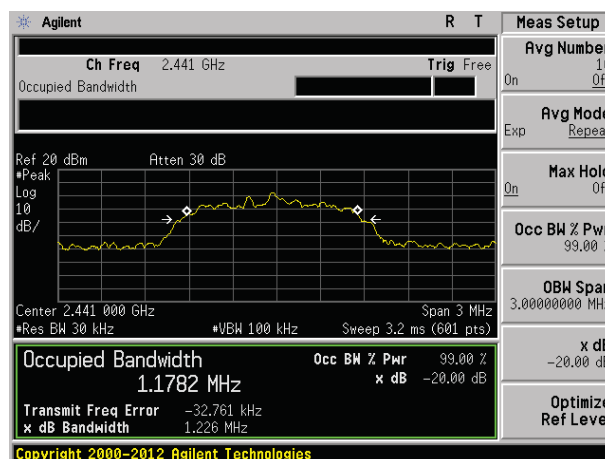 Agilent R T Meas Setup
Ch Freq 2.441 GHz Trig Free
Occupied Bandwidth
Avg Number
On
Avg Mode
Exp
Max Hold
On
Occ BW % Pwr
99.00
OBW Span
3.00000000
x dB
-20.00
Optimize
Ref Level
Ref 20 dBm Atten 30 dB
#Peak
Log
10
dB/
Center 2.441 000 GHz Span 3 MHz
#Res BW 30 kHz #VBW 100 kHz Sweep 3.2 ms (601 pts)
Occupied Bandwidth Occ BW % Pwr 99.00 %
1.1782 MHz x dB -20.00 dB
Transmit Freq Error -32.761 kHz
x dB Bandwidth 1.226 MHz
Copyright 2000-2012 Agilent Technologies